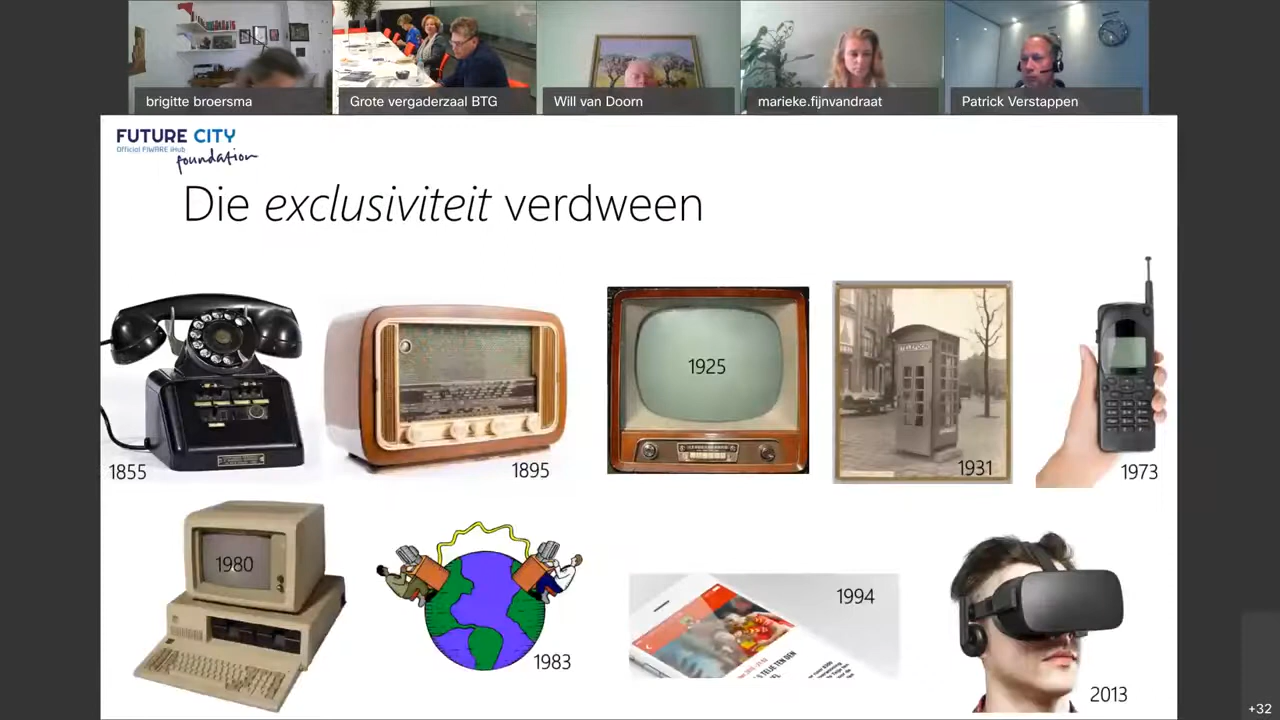 brigitte broersma
Grote vergaderzaal BTG
Will van Doorn
marieke.fijnvandraat
Patrick Verstappen
FUTURE CITY
Official FIWARE iHub
foundation
Die exclusiviteit verdween
1925
TELEFOON
1855
1895
1931
1973
1980
1994
1983
2013
+32